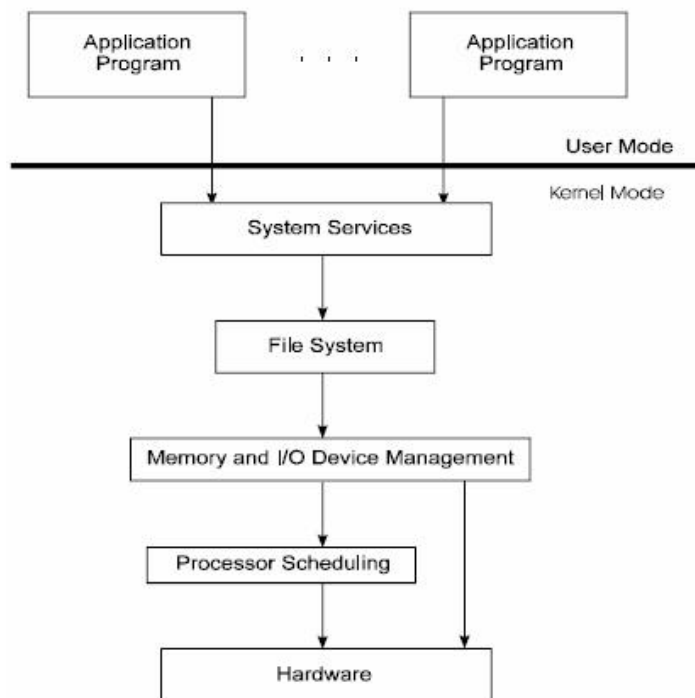 Application
Program
. . .
Application
Program
User Mode
Kernel Mode
System Services
File System
Memory and I/O Device Management
Processor Scheduling
Hardware